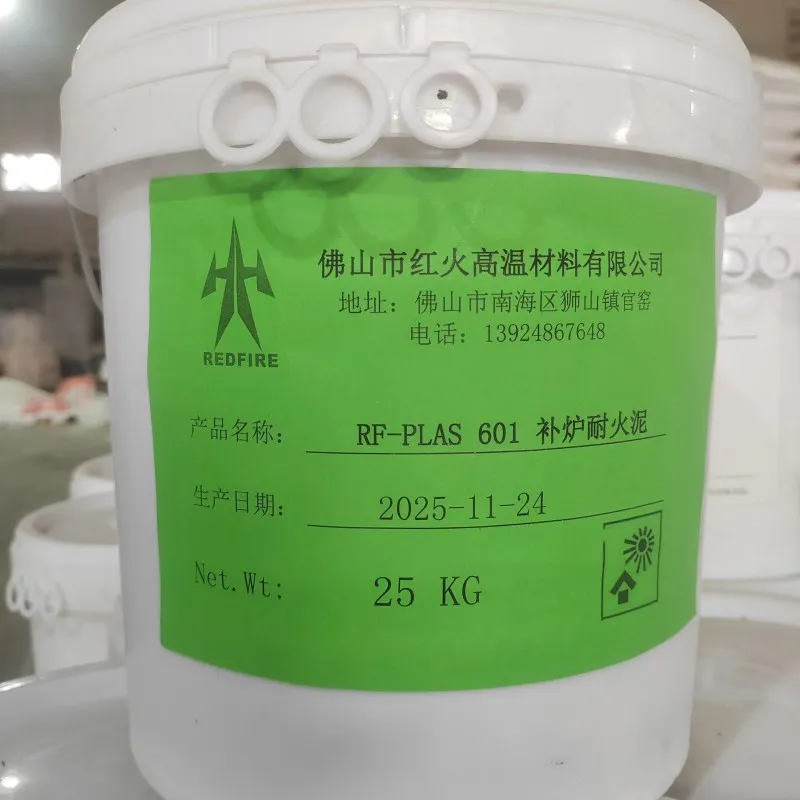 佛山市红火高温材料有限公司
地址：佛山市南海区狮山镇官窑
电话：13924867648
REDFIRE
产品名称： RF-PLAS 601 补炉耐火泥
生产日期： 2025-11-24
Net.Wt: 25 KG